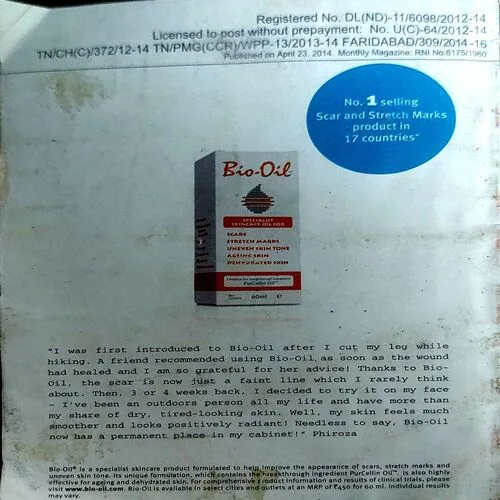 Registered No. DL(ND)-11/6098/2012-14
Licensed to post without prepayment: No. U(C)-64/2012-14
TN/CH(C)/372/12-14 TN/PMG(CCR)/WPP-13/2013-14 FARIDABAD/309/2014-16
Published on April 23, 2014. Monthly Magazine: RNI No.6175/1960
No. 1 selling
Scar and Stretch Marks
product in
17 countries*
Bio-Oil
SPECIALIST
SKINCARE OIL FOR
SCARS
STRETCH MARKS
UNEVEN SKIN TONE
AGEING SKIN
DEHYDRATED SKIN
PurCellin Oil™
60ml
"I was first introduced to Bio-Oil after I cut my leg while
hiking. A friend recommended using Bio-Oil as soon as the wound
had healed and I am so grateful for her advice! Thanks to Bio-
Oil, the scar is now just a faint line which I rarely think
about. Then, 3 or 4 weeks back, I decided to try it on my face
– I've been an outdoors person all my life and have more than
my share of dry, tired-looking skin. Well, my skin feels much
smoother and looks positively radiant! Needless to say, Bio-Oil
now has a permanent place in my cabinet!" Phiroza
Bio-Oil® is a specialist skincare product formulated to help improve the appearance of scars, stretch marks and
uneven skin tone. Its unique formulation, which contains the breakthrough ingredient PurCellin Oil™, is also highly
effective for ageing and dehydrated skin. For comprehensive product information and results of clinical trials, please
visit www.bio-oil.com. Bio-Oil is available in select cities and outlets at an MRP of ₹450 for 60 ml. Individual results
may vary.